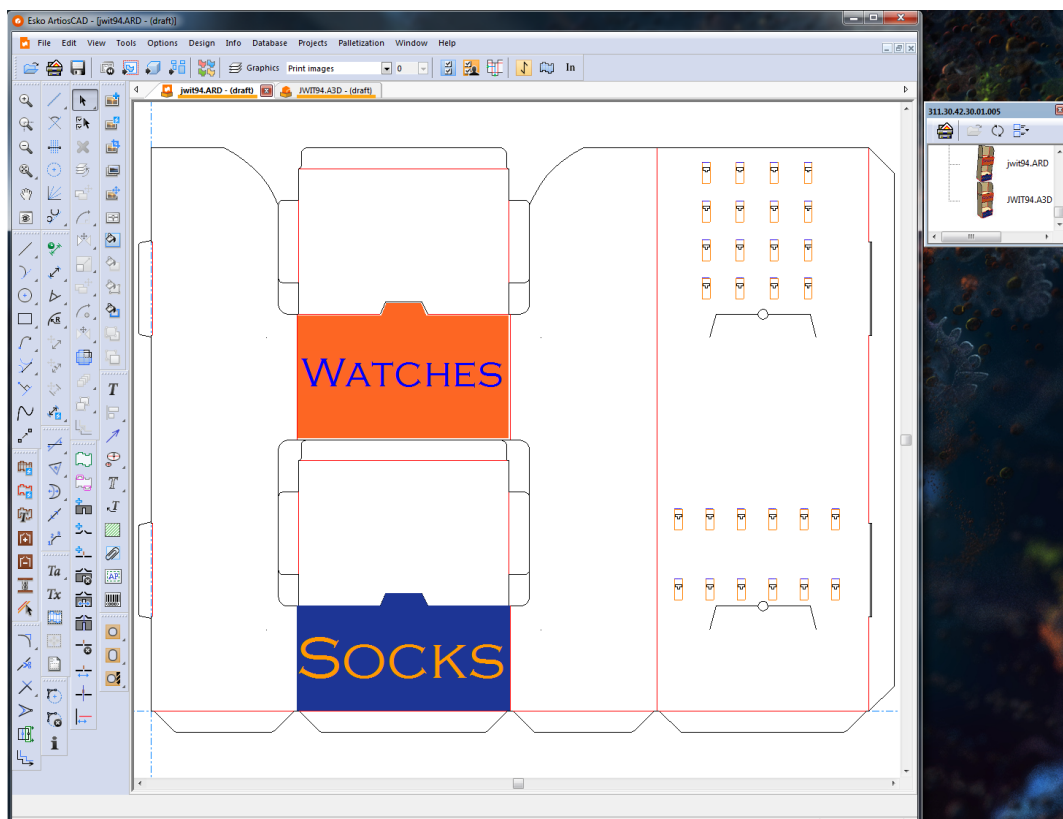 Esko ArtiosCAD - [jwit94.ARD - (draft)]
File Edit View Tools Options Design Info Database Projects Palletization Window Help
Graphics Print images 0 In
jwit94.ARD - (draft) JWIT94.A3D - (draft)
311.30.42.30.01.005
jwit94.ARD
JWIT94.A3D
WATCHES
SOCKS
T
R
T
T
Ta
AB
Tx